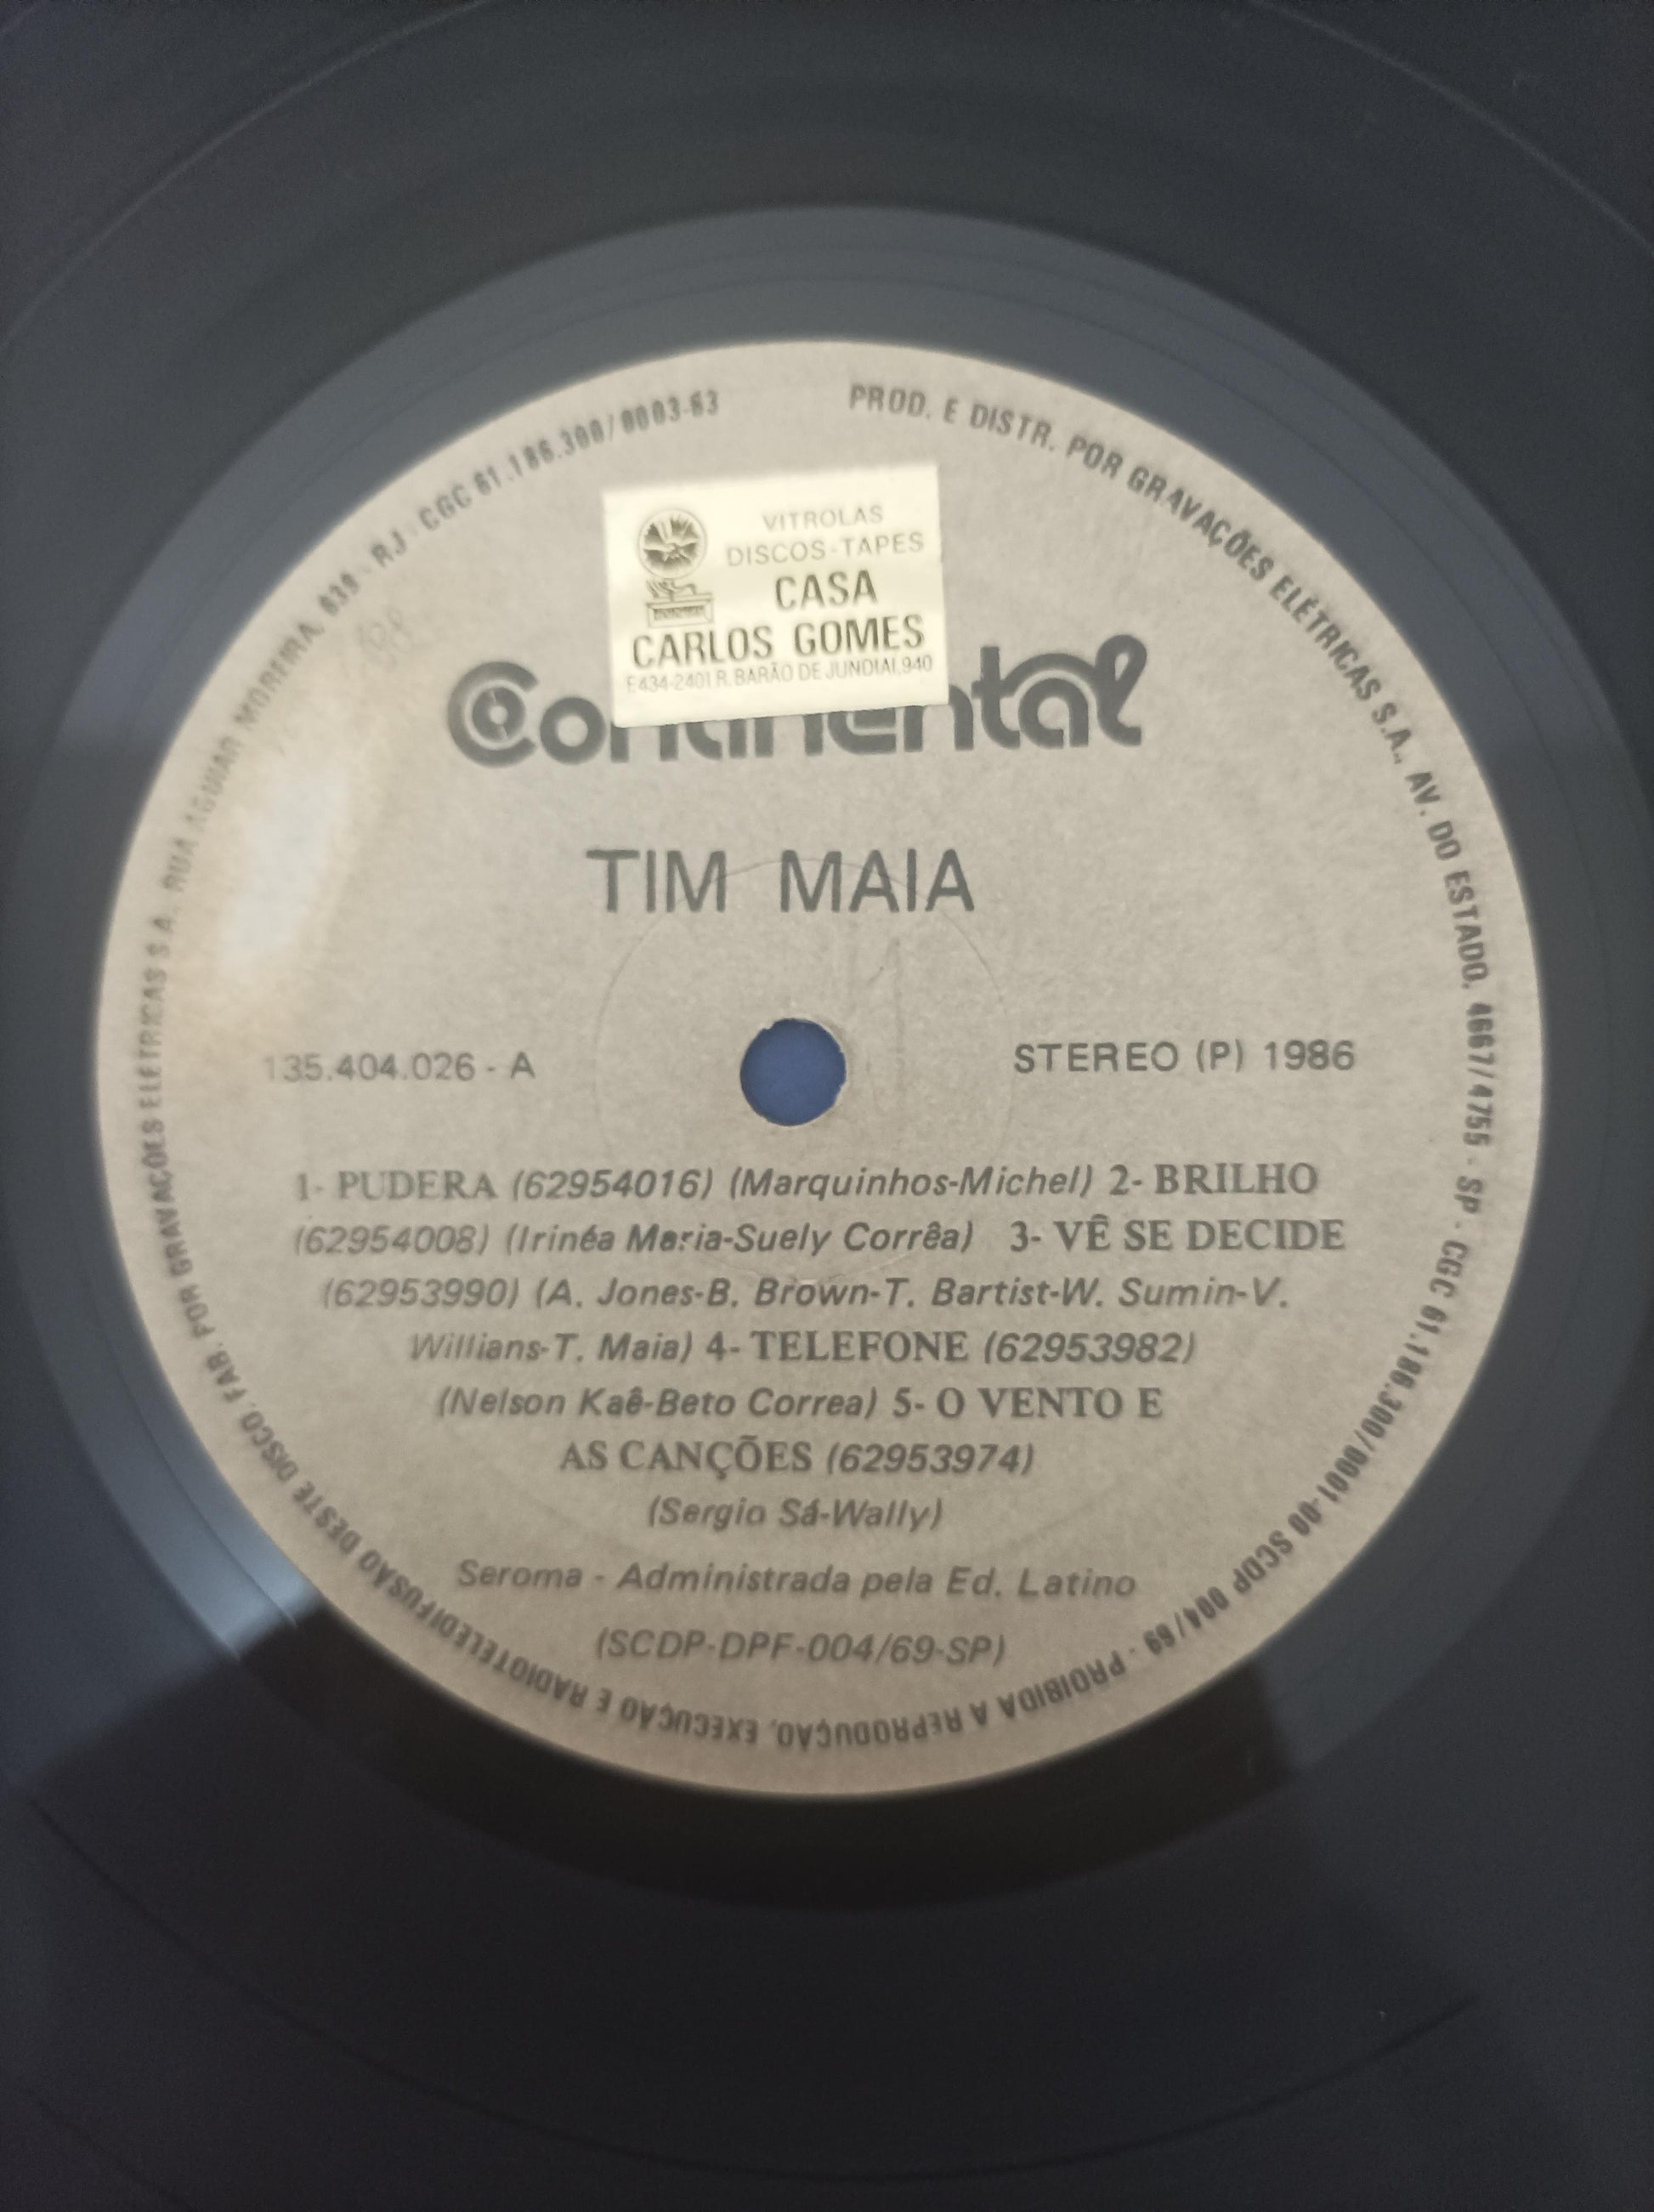 PROD. E DISTR. POR GRAVAÇÕES ELÉTRICAS S.A., AV. DO ESTADO, 4667/4755 - SP - CGC 61.186.300/0001-00 SCDP 004/69 - PROIBIDA A REPRODUÇÃO, EXECUÇÃO E RADIOTELEDIFUSÃO DESTE DISCO. FAB. POR GRAVAÇÕES ELÉTRICAS S.A. RUA AGUIAR MOREIRA, 639 - RJ - CGC 61.186.300/0003-63
VITROLAS
DISCOS-TAPES
CASA
CARLOS GOMES
F.434-2401 R. BARÃO DE JUNDIAI,940
Continental
TIM MAIA
135.404.026 - A
STEREO (P) 1986
1- PUDERA (62954016) (Marquinhos-Michel) 2- BRILHO
(62954008) (Irinéa Maria-Suely Corrêa) 3- VÊ SE DECIDE
(62953990) (A. Jones-B. Brown-T. Bartist-W. Sumin-V.
Willians-T. Maia) 4- TELEFONE (62953982)
(Nelson Kaê-Beto Correa) 5- O VENTO E
AS CANÇÕES (62953974)
(Sergio Sá-Wally)
Seroma - Administrada pela Ed. Latino
(SCDP-DPF-004/69-SP)